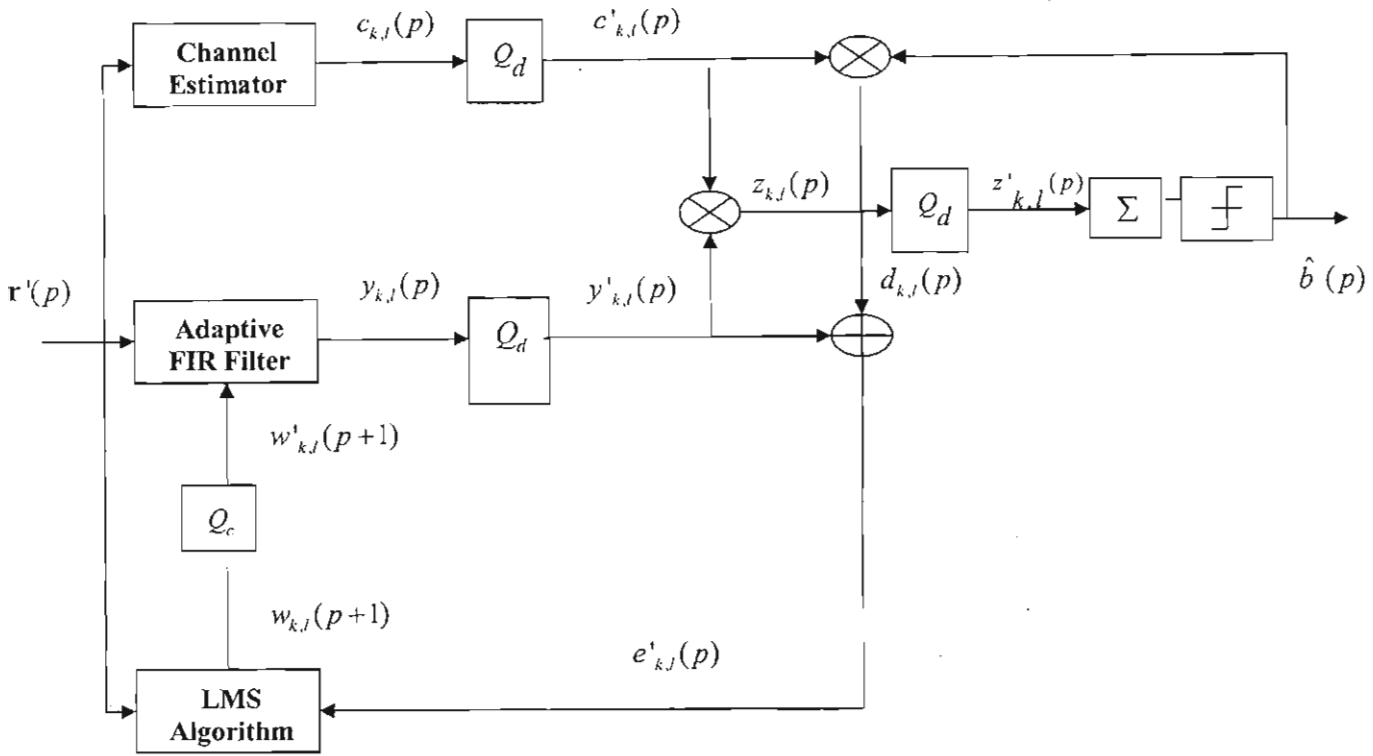 c_{k,l}(p)
c'_{k,l}(p)
Channel
Estimator
Q_d
z_{k,l}(p)
Q_d
z'_{k,l}(p)
Σ
r'(p)
y_{k,l}(p)
y'_{k,l}(p)
d_{k,l}(p)
b̂ (p)
Adaptive
FIR Filter
Q_d
w'_{k,l}(p+1)
Q_c
w_{k,l}(p+1)
e'_{k,l}(p)
LMS
Algorithm